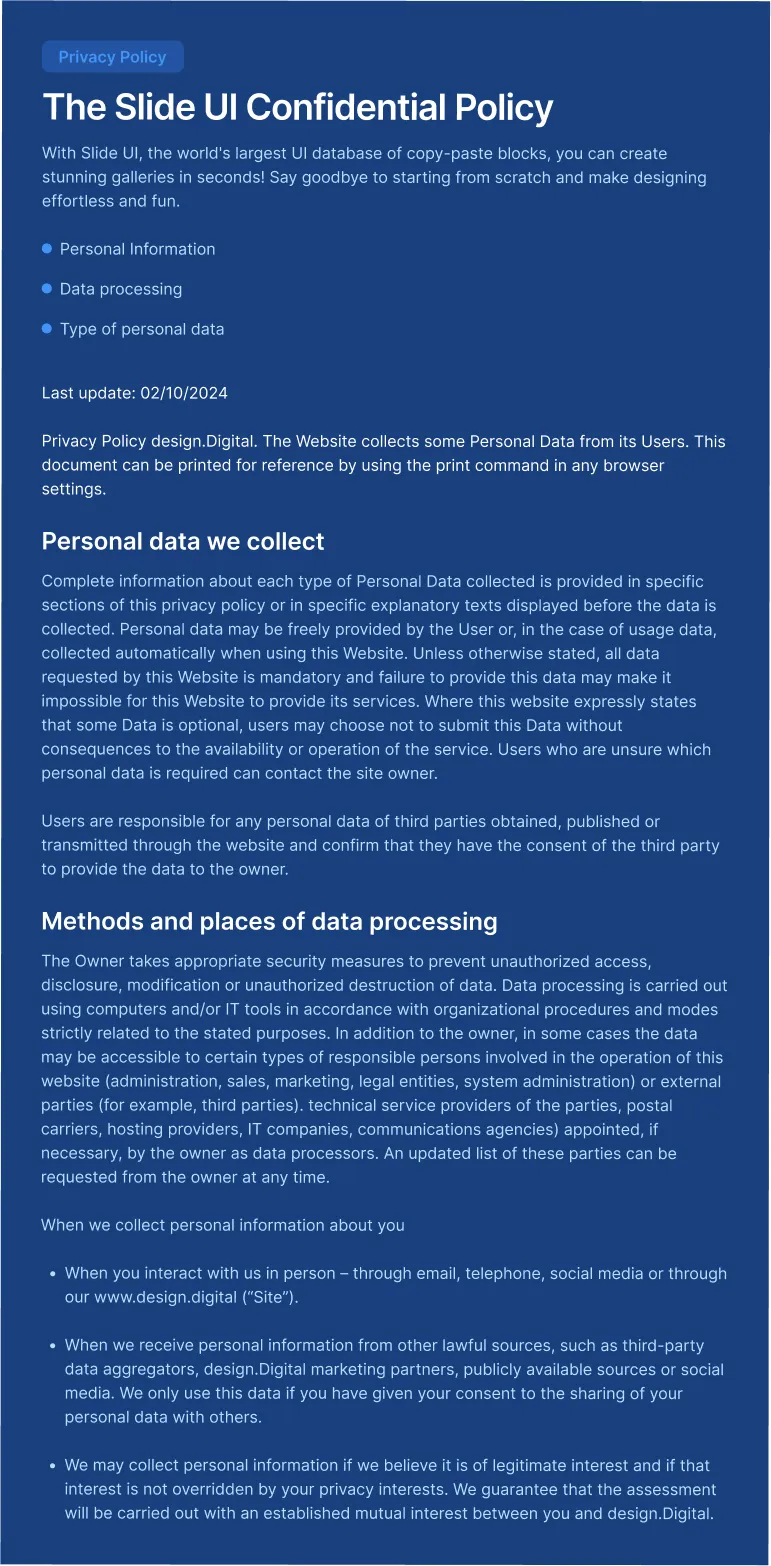 Privacy Policy
The Slide UI Confidential Policy
With Slide UI, the world's largest UI database of copy-paste blocks, you can create
stunning galleries in seconds! Say goodbye to starting from scratch and make designing
effortless and fun.
Personal Information
Data processing
Type of personal data
Last update: 02/10/2024
Privacy Policy design.Digital. The Website collects some Personal Data from its Users. This
document can be printed for reference by using the print command in any browser
settings.
Personal data we collect
Complete information about each type of Personal Data collected is provided in specific
sections of this privacy policy or in specific explanatory texts displayed before the data is
collected. Personal data may be freely provided by the User or, in the case of usage data,
collected automatically when using this Website. Unless otherwise stated, all data
requested by this Website is mandatory and failure to provide this data may make it
impossible for this Website to provide its services. Where this website expressly states
that some Data is optional, users may choose not to submit this Data without
consequences to the availability or operation of the service. Users who are unsure which
personal data is required can contact the site owner.
Users are responsible for any personal data of third parties obtained, published or
transmitted through the website and confirm that they have the consent of the third party
to provide the data to the owner.
Methods and places of data processing
The Owner takes appropriate security measures to prevent unauthorized access,
disclosure, modification or unauthorized destruction of data. Data processing is carried out
using computers and/or IT tools in accordance with organizational procedures and modes
strictly related to the stated purposes. In addition to the owner, in some cases the data
may be accessible to certain types of responsible persons involved in the operation of this
website (administration, sales, marketing, legal entities, system administration) or external
parties (for example, third parties). technical service providers of the parties, postal
carriers, hosting providers, IT companies, communications agencies) appointed, if
necessary, by the owner as data processors. An updated list of these parties can be
requested from the owner at any time.
When we collect personal information about you
• When you interact with us in person – through email, telephone, social media or through
our www.design.digital (“Site”).
• When we receive personal information from other lawful sources, such as third-party
data aggregators, design.Digital marketing partners, publicly available sources or social
media. We only use this data if you have given your consent to the sharing of your
personal data with others.
• We may collect personal information if we believe it is of legitimate interest and if that
interest is not overridden by your privacy interests. We guarantee that the assessment
will be carried out with an established mutual interest between you and design.Digital.